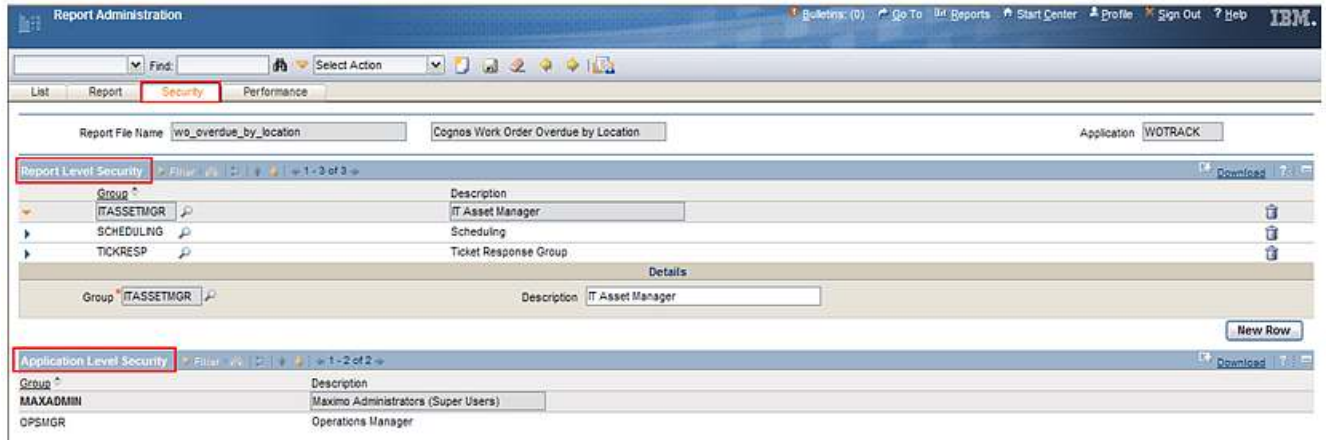 Report Administration
Bulletins: (0) Go To Reports Start Center Profile Sign Out ? Help IBM.
Find: Select Action
List Report Security Performance
Report File Name wo_overdue_by_location Cognos Work Order Overdue by Location Application WOTRACK
Report Level Security Filter 1 - 3 of 3 Download ?
Group Description
ITASSETMGR IT Asset Manager
SCHEDULING Scheduling
TICKRESP Ticket Response Group
Details
Group * ITASSETMGR Description IT Asset Manager
New Row
Application Level Security Filter 1 - 2 of 2 Download ?
Group Description
MAXADMIN Maximo Administrators (Super Users)
OPSMGR Operations Manager